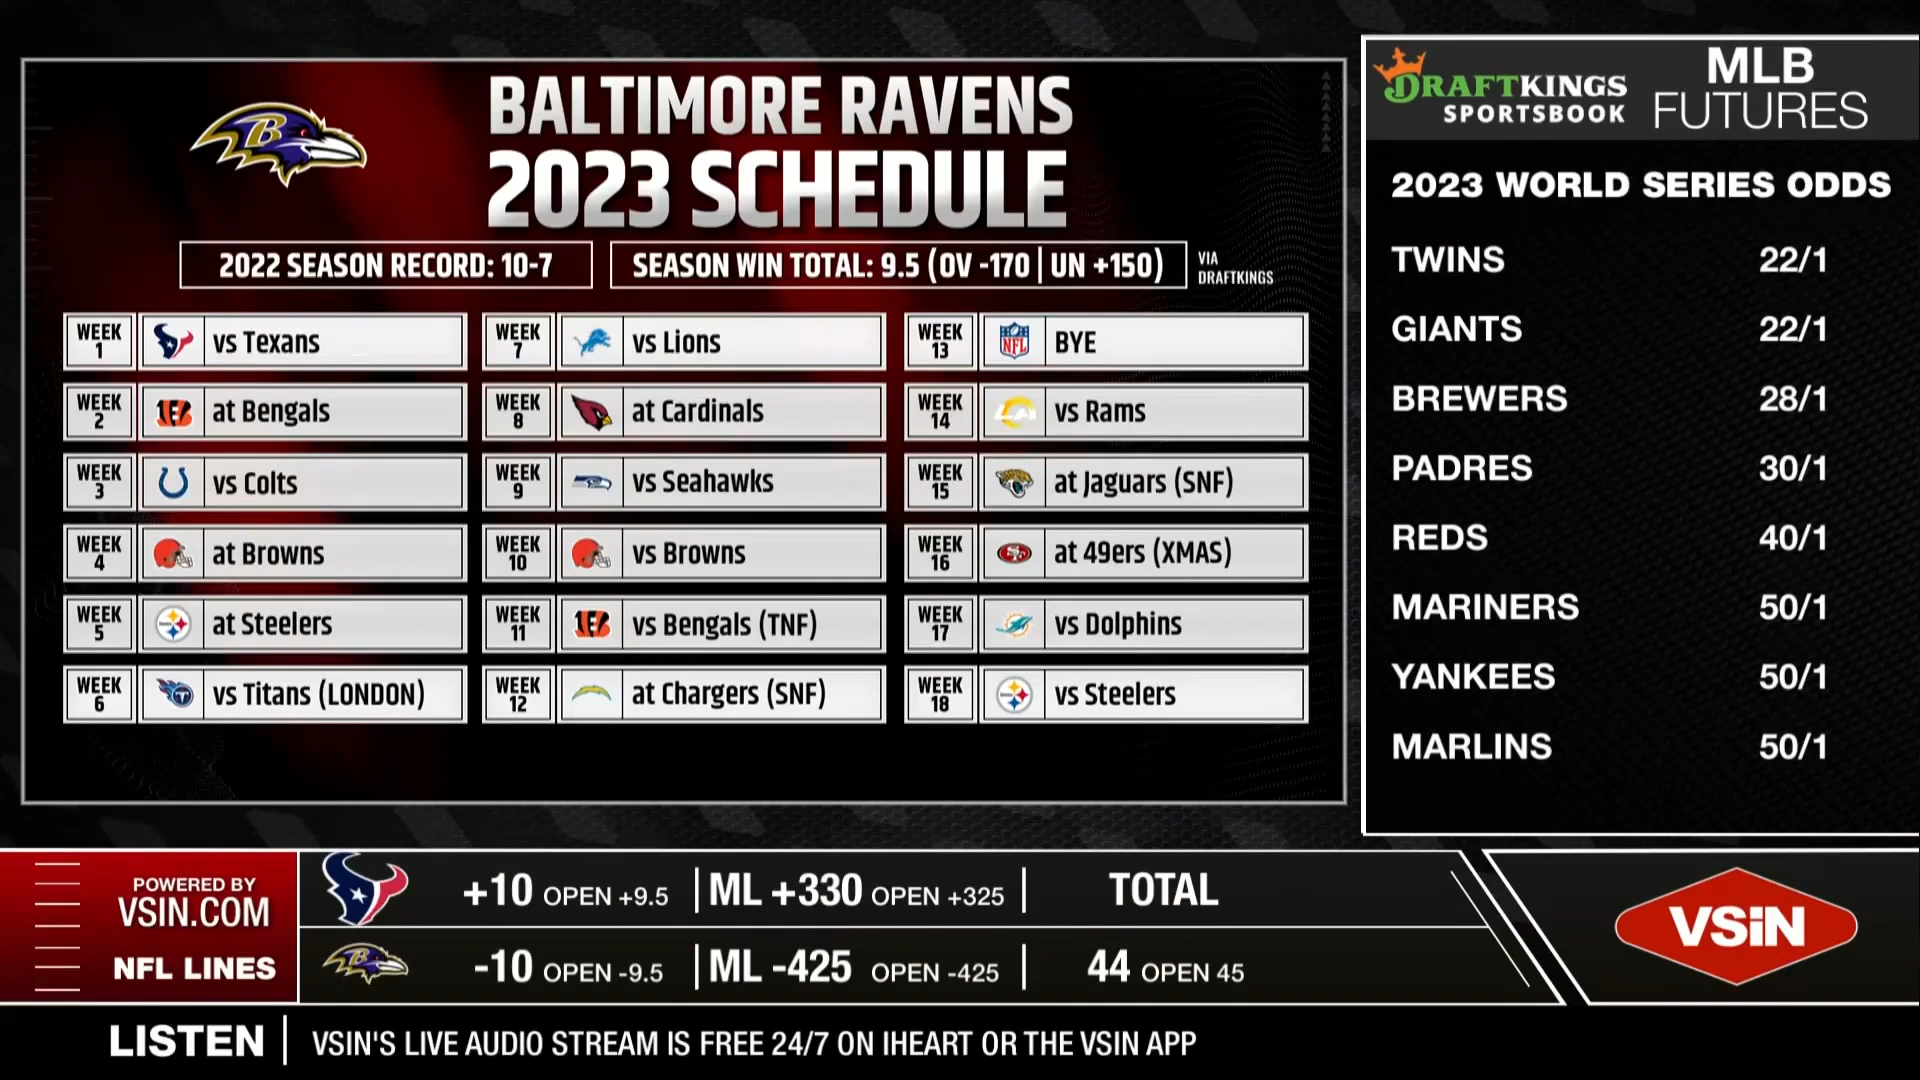 BALTIMORE RAVENS
2023 SCHEDULE
2022 SEASON RECORD: 10-7
SEASON WIN TOTAL: 9.5 (OV -170 | UN +150)
VIA
DRAFTKINGS
WEEK 1 vs Texans
WEEK 2 at Bengals
WEEK 3 vs Colts
WEEK 4 at Browns
WEEK 5 at Steelers
WEEK 6 vs Titans (LONDON)
WEEK 7 vs Lions
WEEK 8 at Cardinals
WEEK 9 vs Seahawks
WEEK 10 vs Browns
WEEK 11 vs Bengals (TNF)
WEEK 12 at Chargers (SNF)
WEEK 13 NFL BYE
WEEK 14 vs Rams
WEEK 15 at Jaguars (SNF)
WEEK 16 at 49ers (XMAS)
WEEK 17 vs Dolphins
WEEK 18 vs Steelers
DRAFTKINGS
SPORTSBOOK
MLB
FUTURES
2023 WORLD SERIES ODDS
TWINS 22/1
GIANTS 22/1
BREWERS 28/1
PADRES 30/1
REDS 40/1
MARINERS 50/1
YANKEES 50/1
MARLINS 50/1
POWERED BY
VSIN.COM
NFL LINES
+10 OPEN +9.5 | ML +330 OPEN +325 | TOTAL
-10 OPEN -9.5 | ML -425 OPEN -425 | 44 OPEN 45
VSiN
LISTEN | VSIN'S LIVE AUDIO STREAM IS FREE 24/7 ON IHEART OR THE VSIN APP